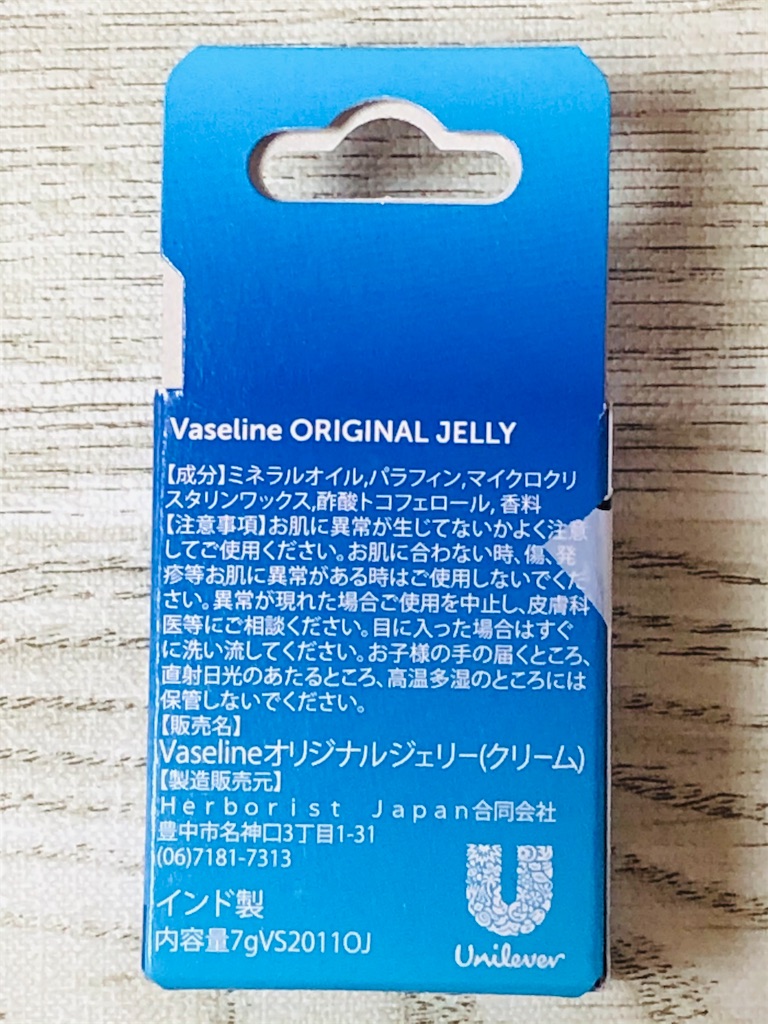 Vaseline ORIGINAL JELLY
【成分】ミネラルオイル,パラフィン,マイクロクリ
スタリンワックス,酢酸トコフェロール, 香料
【注意事項】お肌に異常が生じてないかよく注意
してご使用ください。お肌に合わない時、傷、発
疹等お肌に異常がある時はご使用しないでくだ
さい。異常が現れた場合ご使用を中止し、皮膚科
医等にご相談ください。目に入った場合はすぐ
に洗い流してください。お子様の手の届くところ、
直射日光のあたるところ、高温多湿のところには
保管しないでください。
【販売名】
Vaselineオリジナルジェリー(クリーム)
【製造販売元】
Ｈｅｒｂｏｒｉｓｔ　Ｊａｐａｎ合同会社
豊中市名神口3丁目1-31
(06)7181-7313
インド製
内容量7gVS2011OJ
Unilever